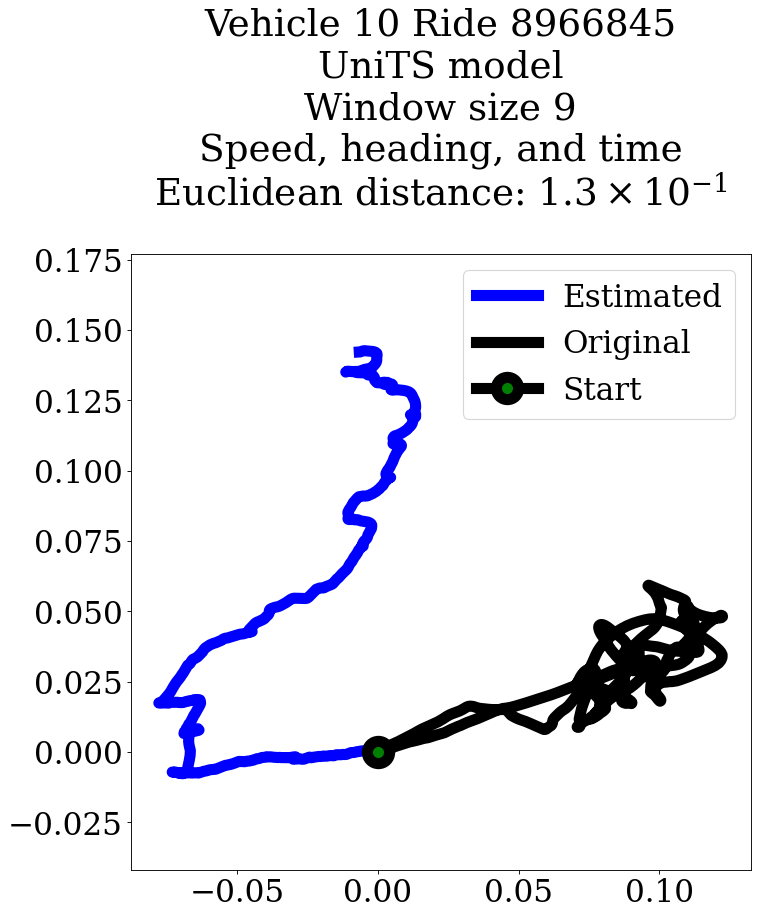 Vehicle 10 Ride 8966845
UniTS model
Window size 9
Speed, heading, and time
Euclidean distance: 1.3 × 10⁻¹
Estimated
Original
Start
0.175
0.150
0.125
0.100
0.075
0.050
0.025
0.000
−0.025
−0.05 0.00 0.05 0.10